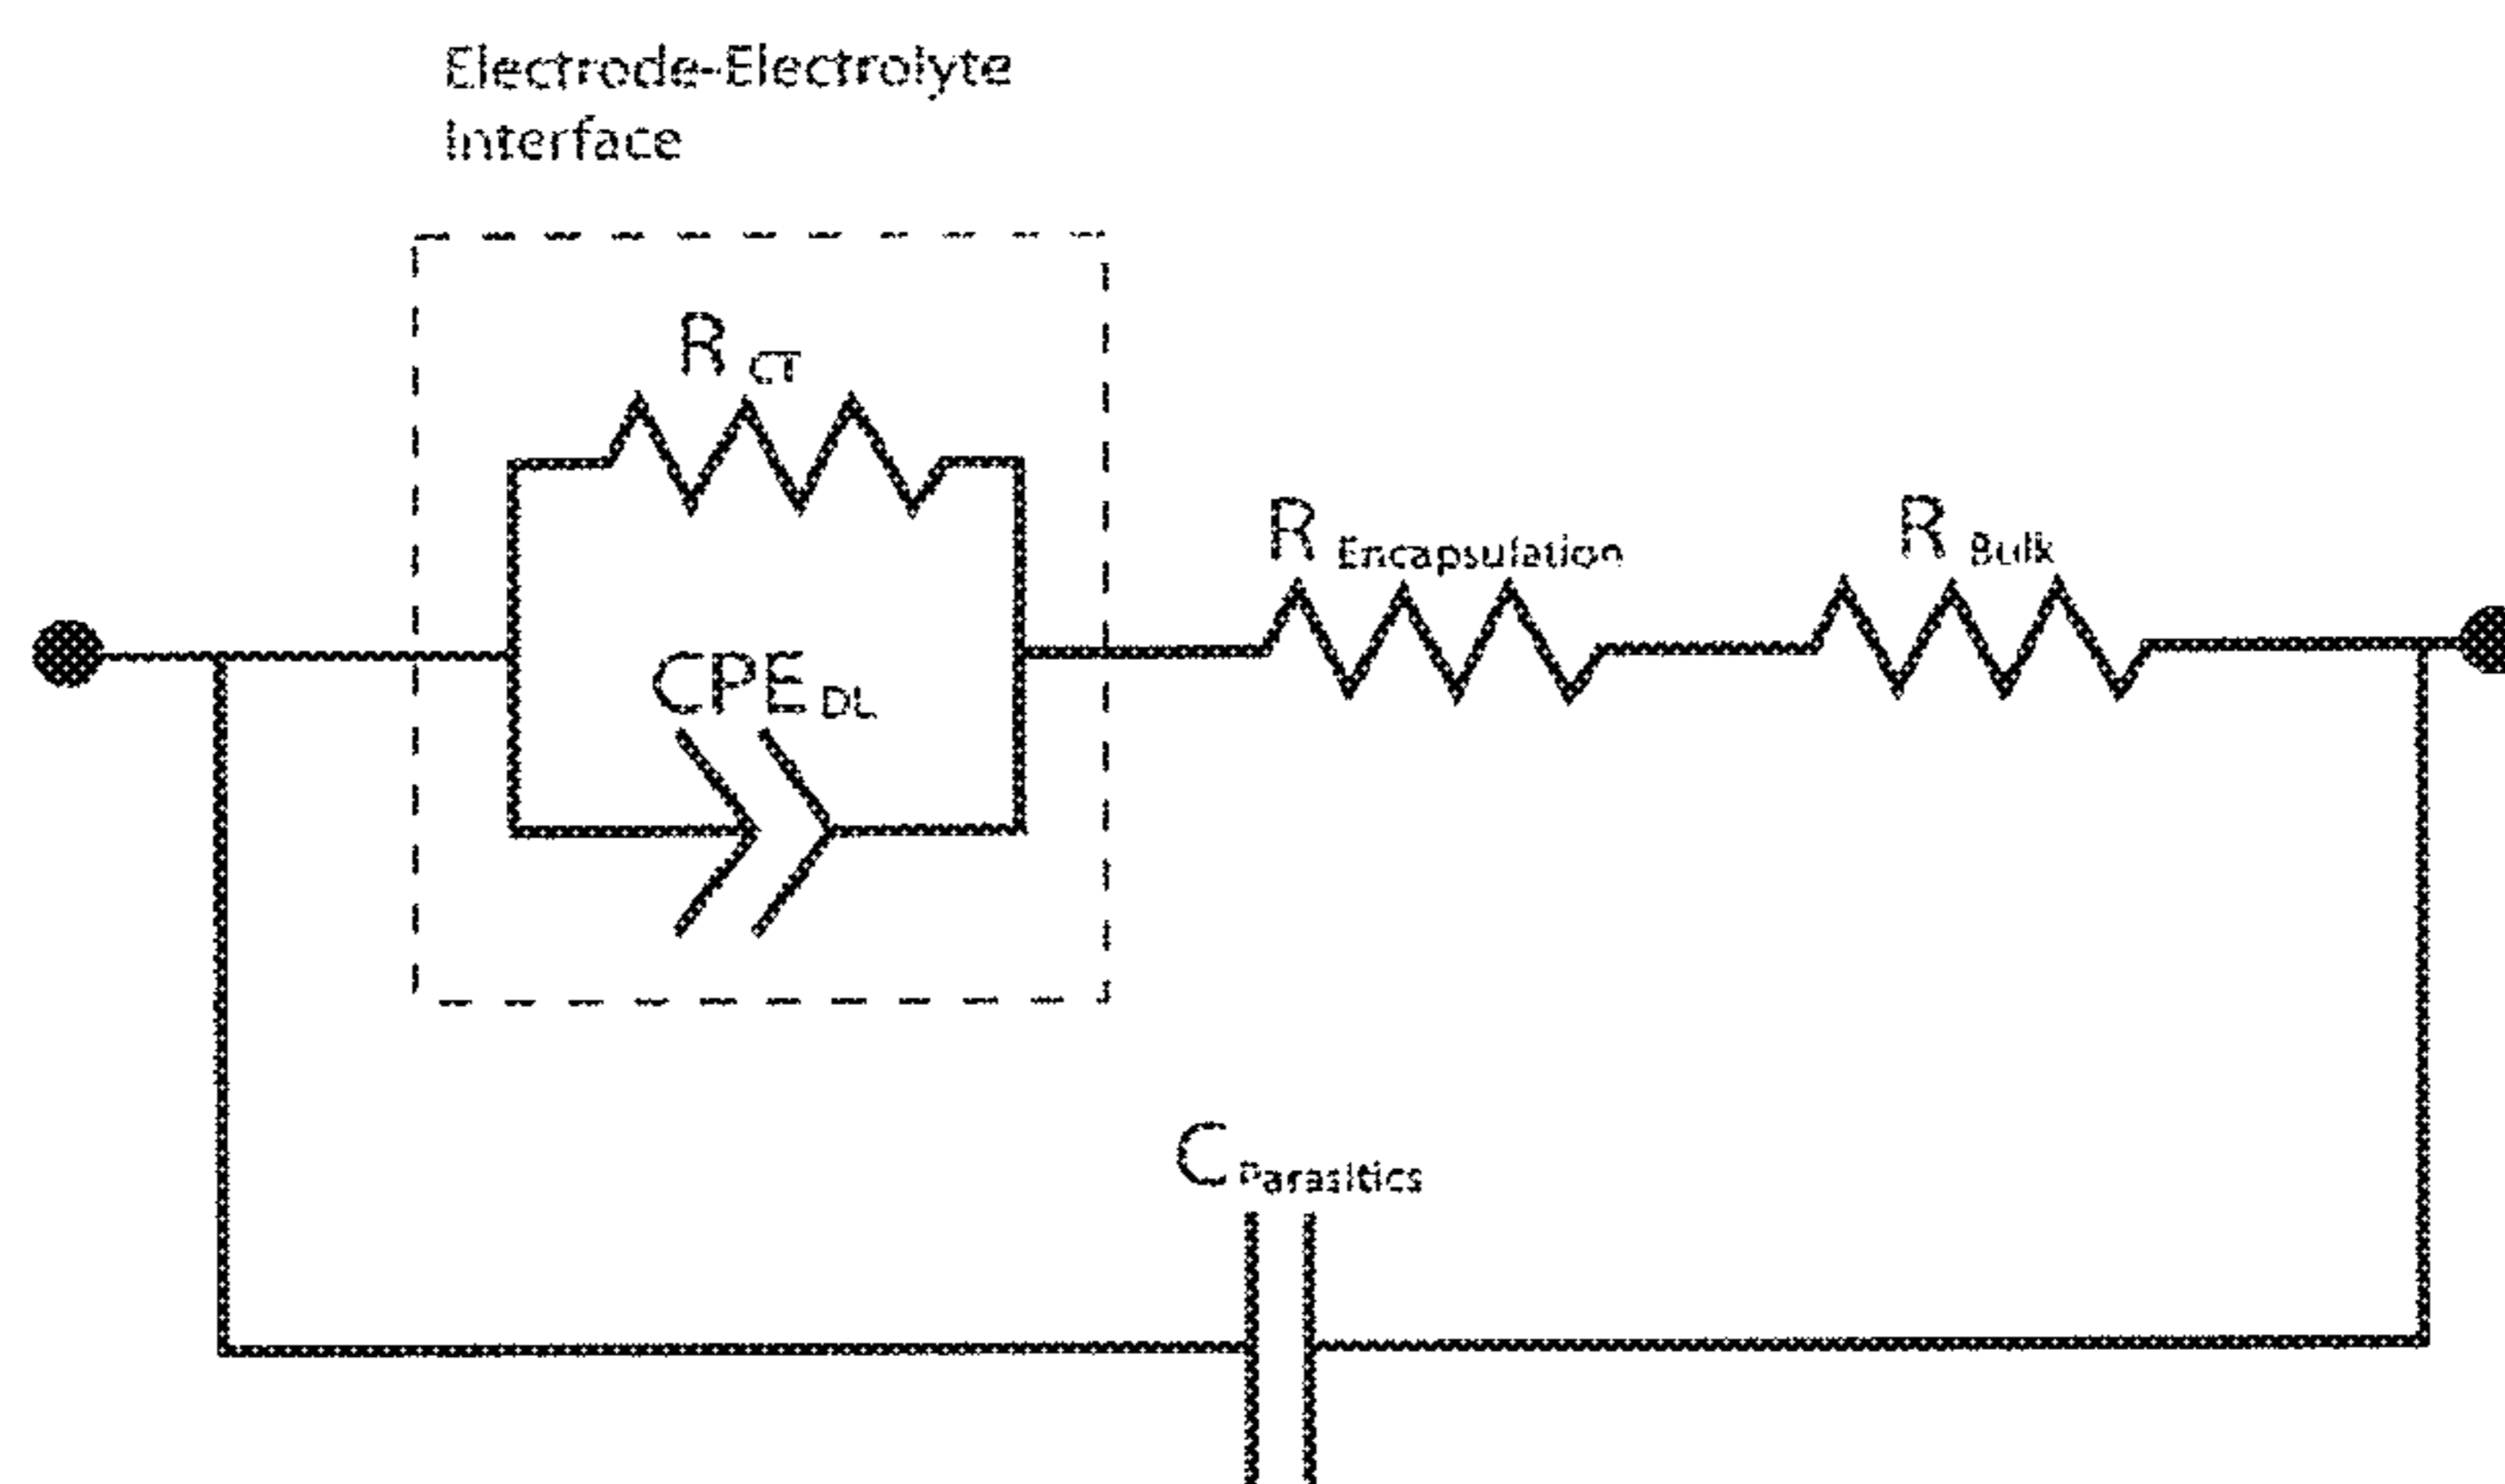 Electrode-Electrolyte
Interface
R CT
R Encapsulation
R Bulk
CPE DL
C Parasitics